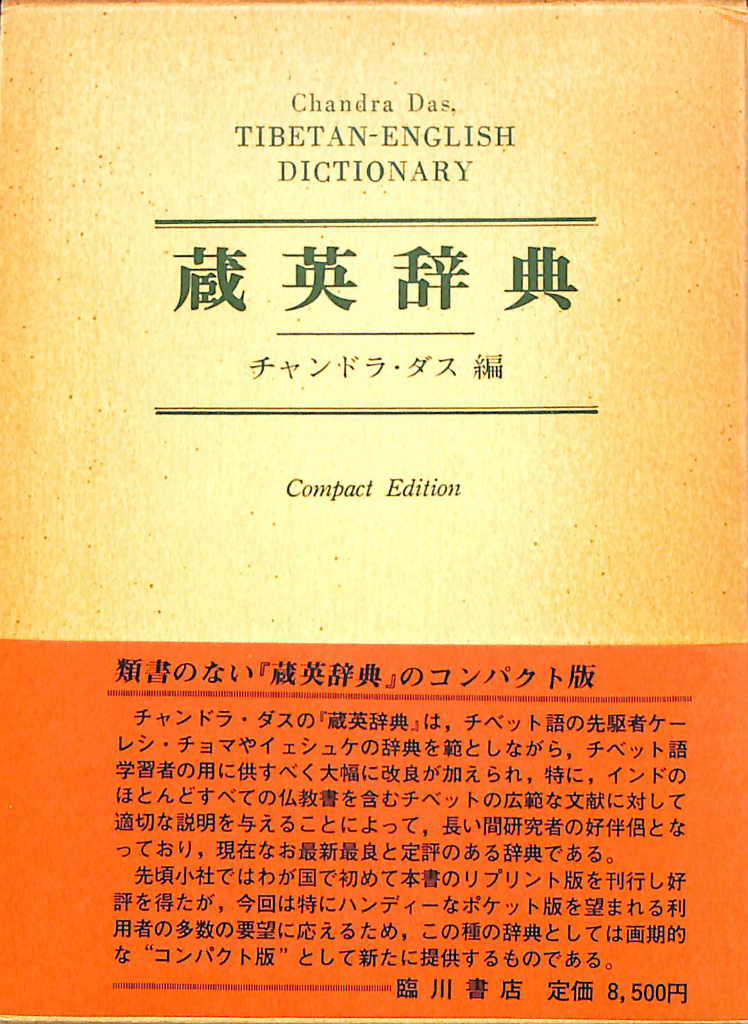 Chandra Das,
TIBETAN-ENGLISH
DICTIONARY
蔵英辞典
チャンドラ・ダス 編
Compact Edition
類書のない『蔵英辞典』のコンパクト版
チャンドラ・ダスの『蔵英辞典』は，チベット語の先駆者ケー
レシ・チョマやイェシュケの辞典を範としながら，チベット語
学習者の用に供すべく大幅に改良が加えられ，特に，インドの
ほとんどすべての仏教書を含むチベットの広範な文献に対して
適切な説明を与えることによって，長い間研究者の好伴侶とな
っており，現在なお最新最良と定評のある辞典である。
先頃小社ではわが国で初めて本書のリプリント版を刊行し好
評を得たが，今回は特にハンディーなポケット版を望まれる利
用者の多数の要望に応えるため，この種の辞典としては画期的
な“コンパクト版”として新たに提供するものである。
臨川書店 定価 8,500円